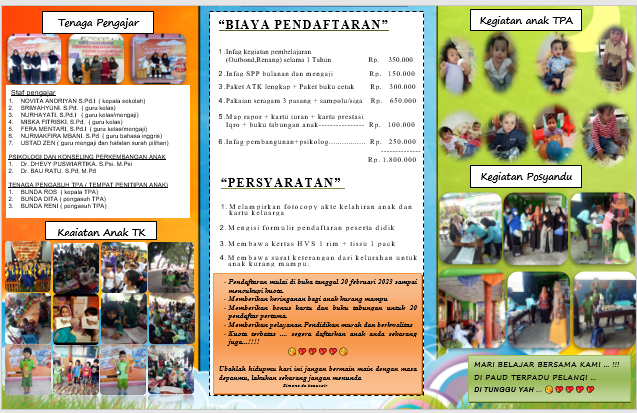 Tenaga Pengajar
Staf pengajar
1. NOVITA ANDRIYAN S.Pd.I ( kepala sekolah)
2. SRIWAHYUNI. S.Pd. ( guru kelas)
3. NURHAYATI. S.Pd.I ( guru kelas/mengaji)
4. MISKA FITRISKI. S.Pd. ( guru kelas)
5. FERA MENTARI. S.Pd.I ( guru kelas/mengaji)
6. NURMAKFIRA MBANI. S.Pd ( guru bahasa inggris)
7. USTAD ZEN ( guru mengaji dan hafalan surah pilihan)
PSIKOLOGI DAN KONSELING PERKEMBANGAN ANAK
1. Dr. DHEVY PUSWIARTIKA. S.Psi. M.Psi
2. Dr. BAU RATU. S.Pd. M.Pd
TENAGA PENGASUH TPA ( TEMPAT PENITIPAN ANAK)
1. BUNDA ROS ( kopala TPA)
2. BUNDA DITA ( pengasuh TPA)
3. BUNDA RENI ( pengasuh TPA)
Kegiatan Anak TK
“BIAYA PENDAFTARAN”
1. Infaq kegiatan pembelajaran
(Outbond,Renang) selama 1 Tahun Rp. 350.000
2. Infaq SPP bulanan dan mengaji Rp. 150.000
3. Paket ATK lengkap + Paket buku cetak Rp. 300.000
4. Pakaian seragam 3 pasang + sampolu/siga Rp. 650.000
5. Map rapor + kartu iuran + kartu prestasi
Iqro + buku tabungan anak---------------- Rp. 100.000
6. Infaq pembangunan+psikolog.................. Rp. 250.000
---------------
Rp. 1.800.000
“PERSYARATAN”
1. Melampirkan fotocopy akte kelahiran anak dan
kartu keluarga
2. Mengisi formulir pendaftaran peserta didik.
3. Membawa kertas HVS 1 rim + tissu 1 pack
4. Membawa surat keterangan dari kelurahan untuk
anak kurang mampu.
- Pendaftaran mulai di buka tanggal 20 februari 2023 sampai
mencukupi kuota.
- Memberikan keringanan bagi anak kurang mampu
- Memberikan bonus kartu dan buku tabungan untuk 20
pendaftar pertama.
- Memberikan pelayanan Pendidikan murah dan berkwalitas
- Kuota terbatas .... segera daftarkan anak anda sekarang
juga...!!!!
Ubahlah hidupmu hari ini jangan bermain main dengan masa
depanmu, lakukan sekarang jangan menunda
Simone de beauvoir
Kegiatan anak TPA
Kegiatan Posyandu
MARI BELAJAR BERSAMA KAMI ... !!!
DI PAUD TERPADU PELANGI ...
DI TUNGGU YAH ...